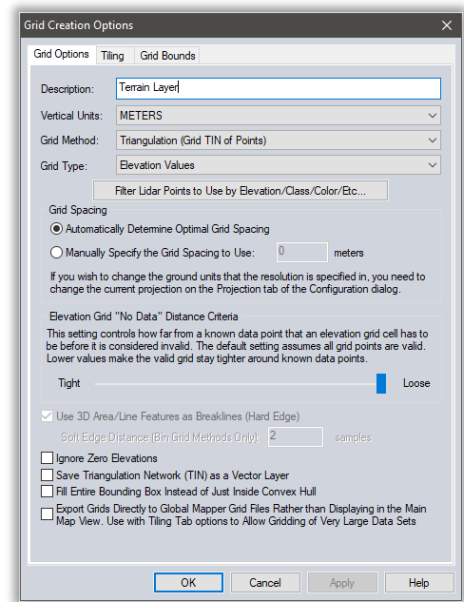 Grid Creation Options
Grid Options Tiling Grid Bounds
Description: Terrain Layer
Vertical Units: METERS
Grid Method: Triangulation (Grid TIN of Points)
Grid Type: Elevation Values
Filter Lidar Points to Use by Elevation/Class/Color/Etc...
Grid Spacing
Automatically Determine Optimal Grid Spacing
Manually Specify the Grid Spacing to Use: 0 meters
If you wish to change the ground units that the resolution is specified in, you need to
change the current projection on the Projection tab of the Configuration dialog.
Elevation Grid "No Data" Distance Criteria
This setting controls how far from a known data point that an elevation grid cell has to
be before it is considered invalid. The default setting assumes all grid points are valid.
Lower values make the valid grid stay tighter around known data points.
Tight Loose
Use 3D Area/Line Features as Breaklines (Hard Edge)
Soft Edge Distance (Bin Grid Methods Only): 2 samples
Ignore Zero Elevations
Save Triangulation Network (TIN) as a Vector Layer
Fill Entire Bounding Box Instead of Just Inside Convex Hull
Export Grids Directly to Global Mapper Grid Files Rather than Displaying in the Main
Map View. Use with Tiling Tab options to Allow Gridding of Very Large Data Sets
OK Cancel Apply Help